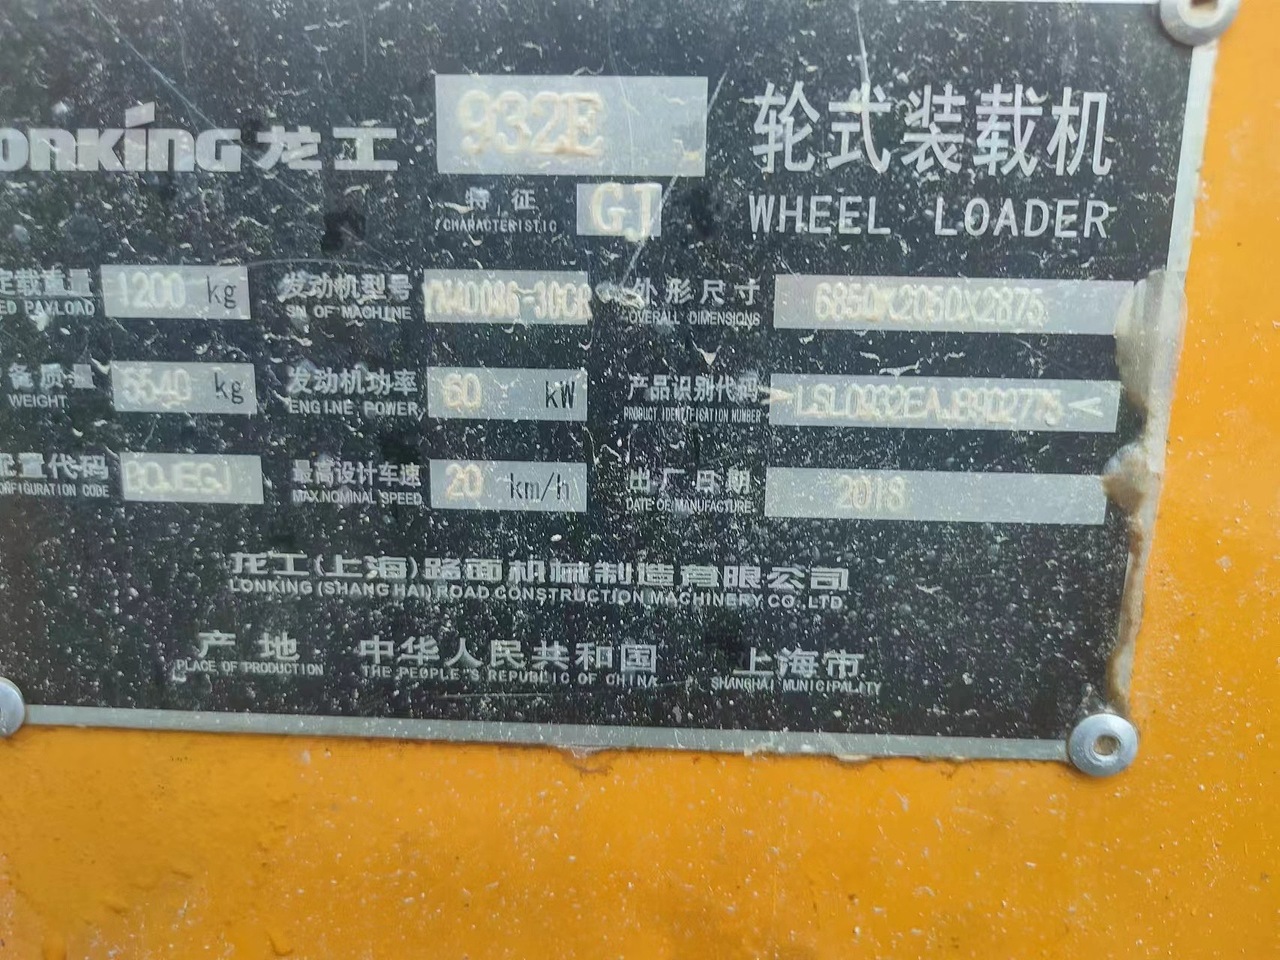 ONKING 龙工 932E 轮式装载机
特征 GJ WHEEL LOADER
/CHARACTERISTIC
定载重量 1200 kg 发动机型号 外形尺寸 6850X2050X2875
ED PAYLOAD S\N OF MACHINE OVERALL DIMENSIONS
备质量 5540 kg 发动机功率 60 kW 产品识别代码
WEIGHT ENGINE POWER PRODUCT IDENTIFICATION NUMBER
配置代码 最高设计车速 20 km/h 出厂日期 2018
ONFIGURATION CODE MAX.NOMINAL SPEED DATE OF MANUFACTURE
龙工(上海)路面机械制造有限公司
LONKING (SHANG HAI) ROAD CONSTRUCTION MACHINERY CO., LTD
产地 中华人民共和国 上海市
PLACE OF PRODUCTION THE PEOPLE'S REPUBLIC OF CHINA SHANGHAI MUNICIPALITY